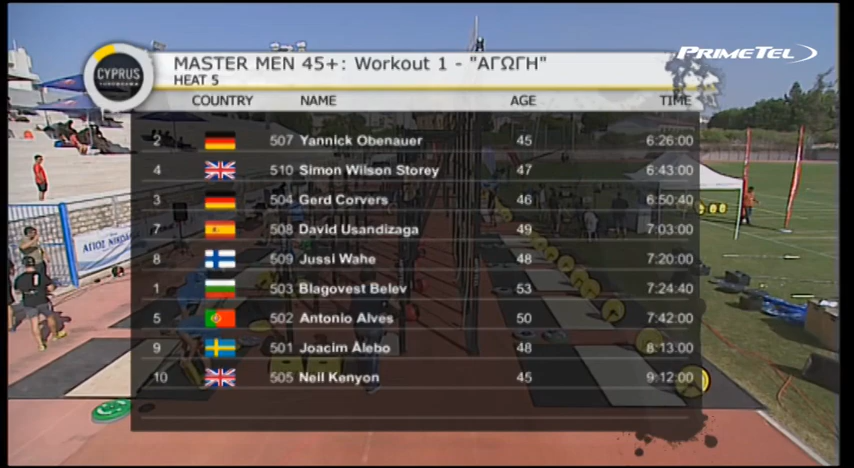 PRIMETEL
CYPRUS
THROWDOWN
MASTER MEN 45+: Workout 1 - "ΑΓΩΓΗ"
HEAT 5
COUNTRY NAME AGE TIME
2 507 Yannick Obenauer 45 6:26:00
4 510 Simon Wilson Storey 47 6:43:00
3 504 Gerd Corvers 46 6:50:40
7 508 David Usandizaga 49 7:03:00
8 509 Jussi Wahe 48 7:20:00
1 503 Blagovest Belev 53 7:24:40
5 502 Antonio Alves 50 7:42:00
9 501 Joacim Alebo 48 8:13:00
10 505 Neil Kenyon 45 9:12:00
ΑΓΙΟΣ ΝΙΚΟΛΑ